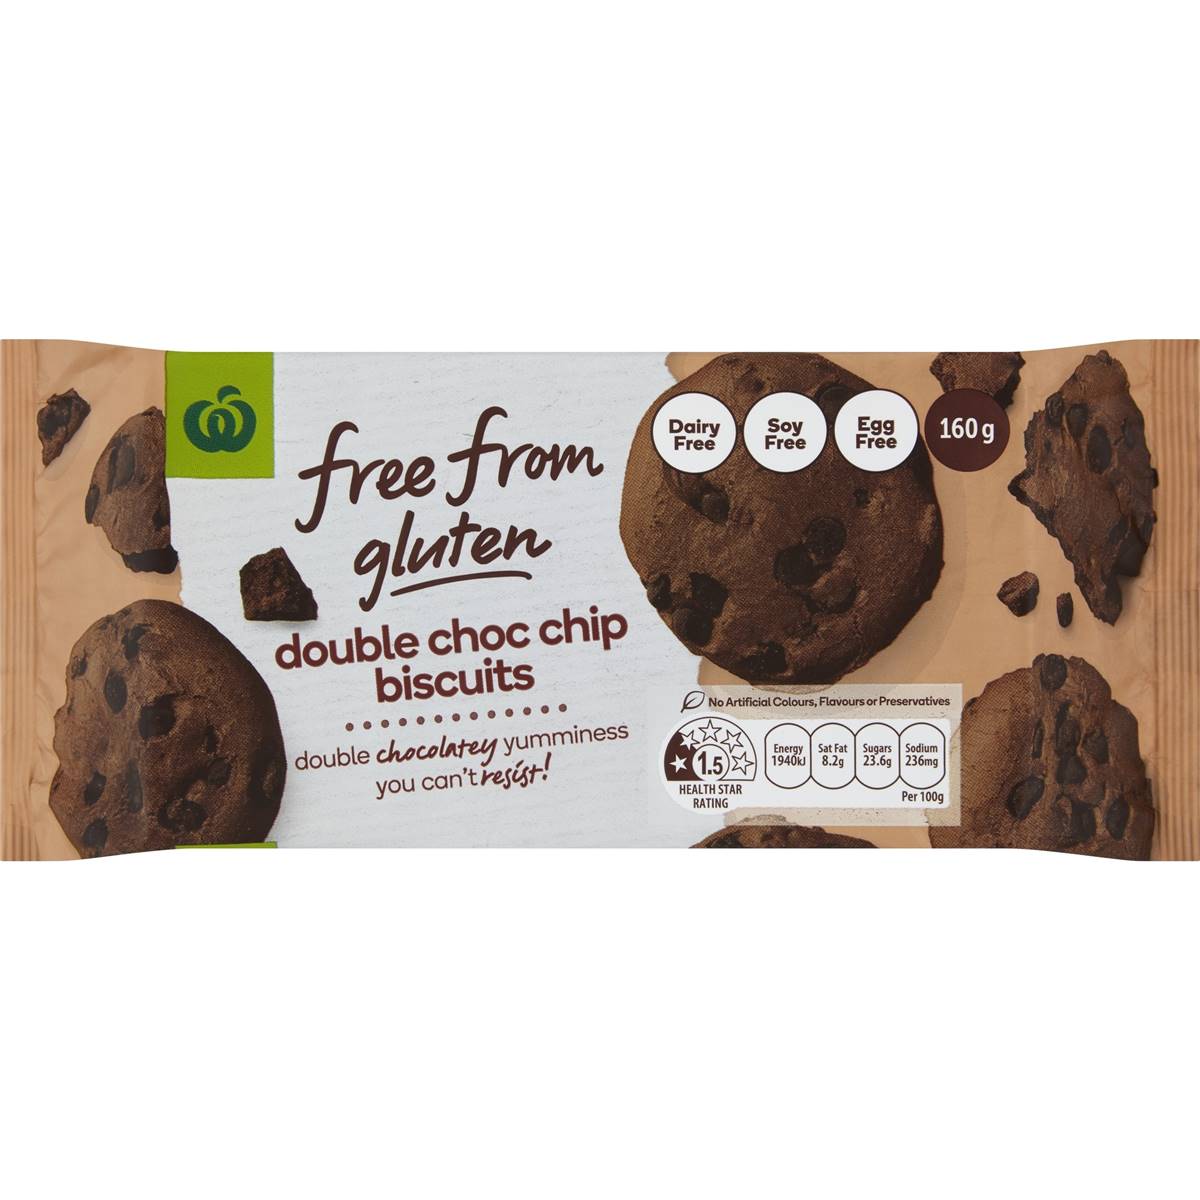 free from
gluten
double choc chip
biscuits
double chocolatey yumminess
you can't resist!
Dairy
Free
Soy
Free
Egg
Free
160 g
No Artificial Colours, Flavours or Preservatives
1.5
HEALTH STAR
RATING
Energy
1940kJ
Sat Fat
8.2g
Sugars
23.6g
Sodium
236mg
Per 100g